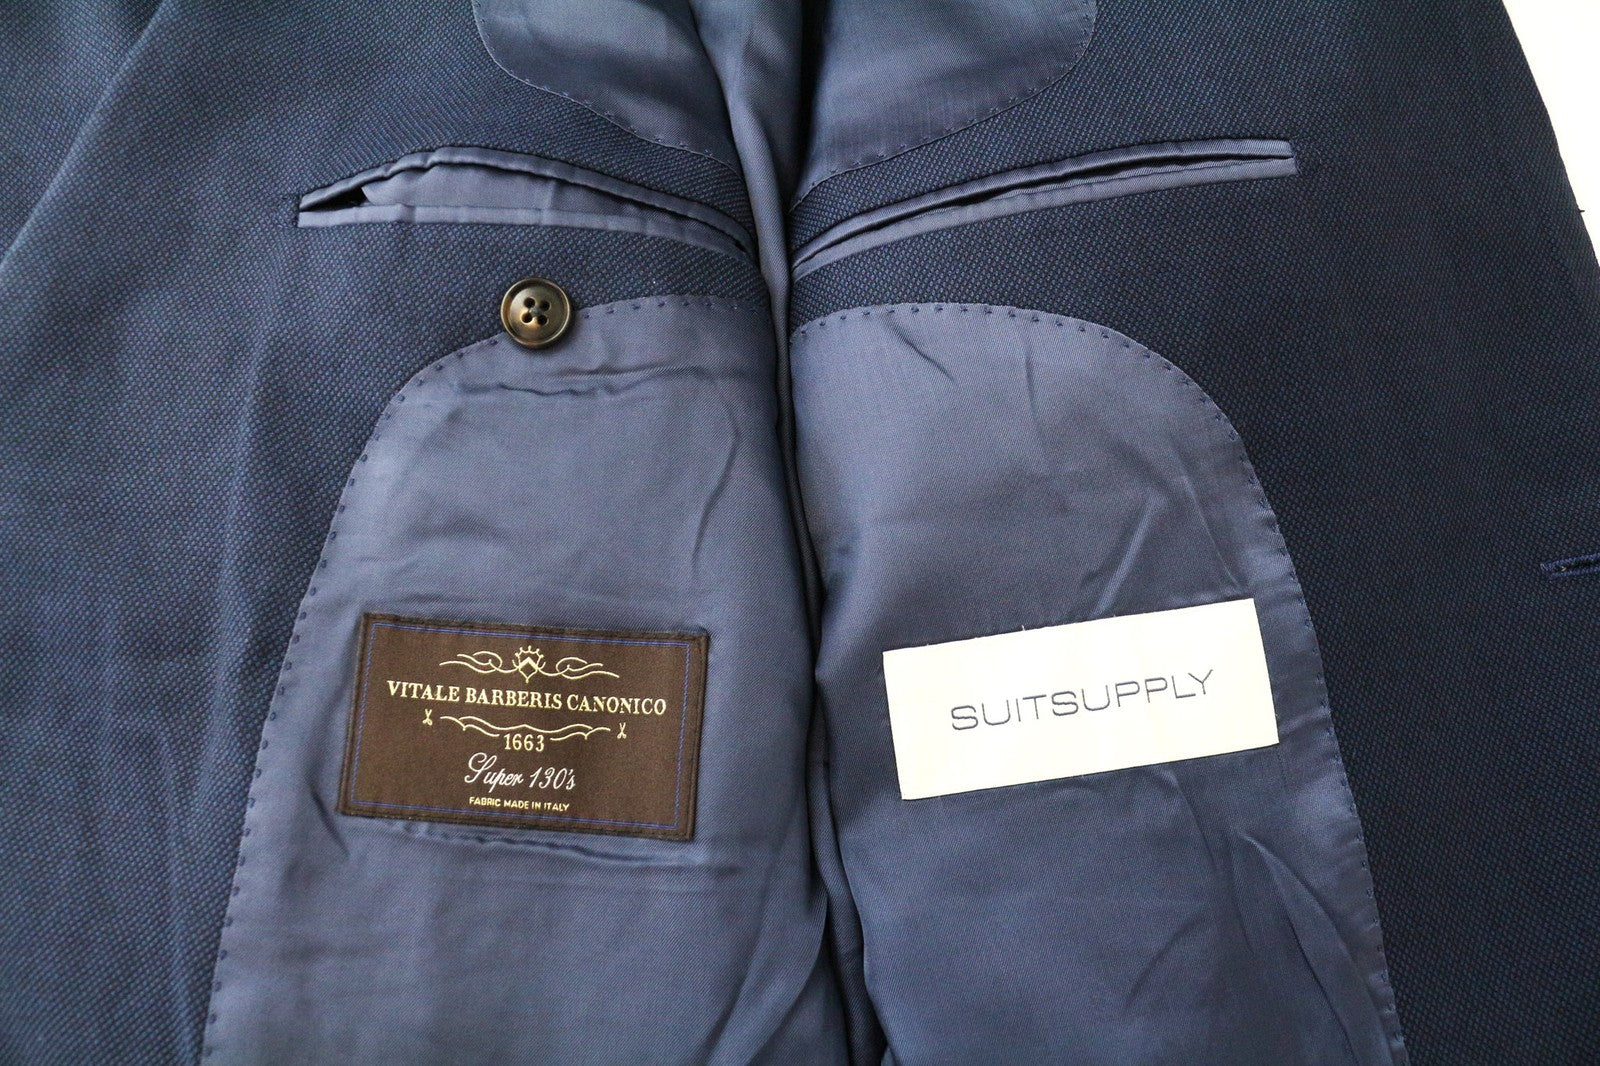 VITALE BARBERIS CANONICO
1663
Super 130's
FABRIC MADE IN ITALY
SUITSUPPLY